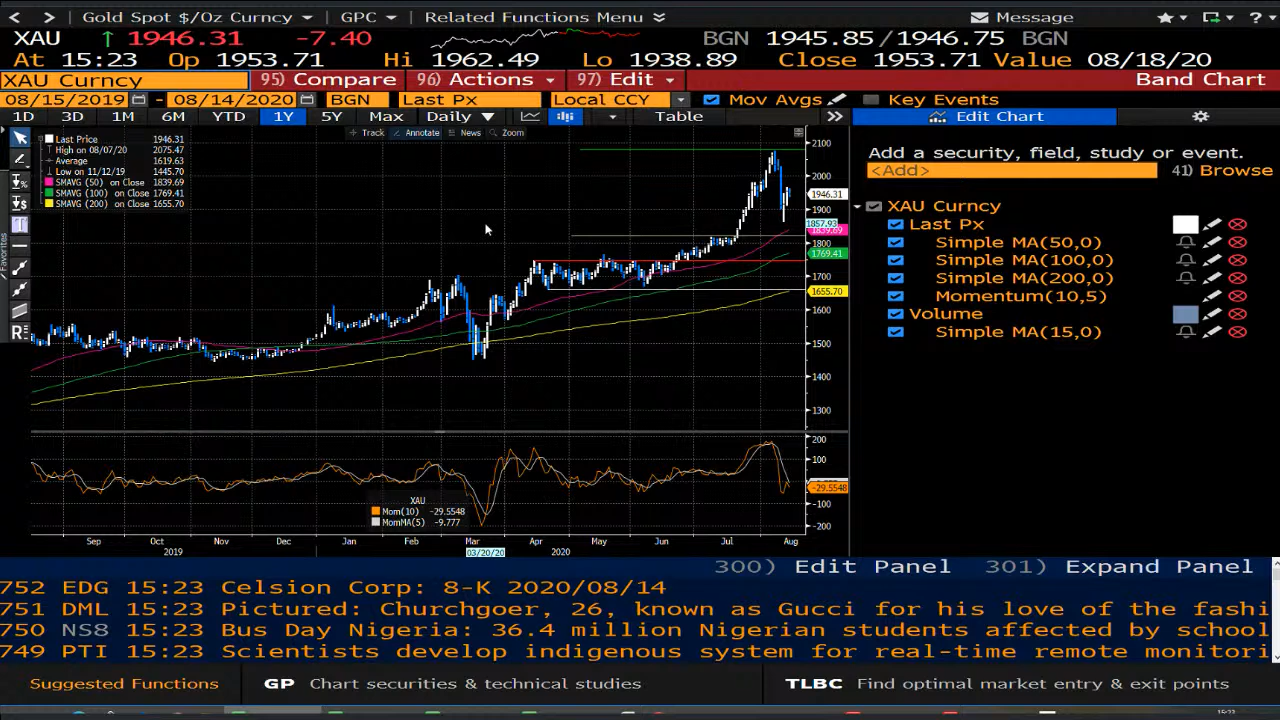 < > Gold Spot $/Oz Curncy GPC Related Functions Menu Message ?
XAU ↑ 1946.31 -7.40 BGN 1945.85/1946.75 BGN
At 15:23 Op 1953.71 Hi 1962.49 Lo 1938.89 Close 1953.71 Value 08/18/20
XAU Curncy 95) Compare 96) Actions 97) Edit Band Chart
08/15/2019 - 08/14/2020 BGN Last Px Local CCY Mov Avgs Key Events
1D 3D 1M 6M YTD 1Y 5Y Max Daily ▼ Table Edit Chart
Track Annotate News Zoom
Last Price 1946.31
High on 08/07/20 2075.47
Average 1619.63
Low on 11/12/19 1445.70
SMAVG (50) on Close 1839.69
SMAVG (100) on Close 1769.41
SMAVG (200) on Close 1655.70
Favorites
2100
2000
1946.31
1900
1857.93
1839.69
1800
1769.41
1700
1655.70
1600
1500
1400
1300
200
100
-29.5548
-100
-200
XAU
Mom(10) -29.5548
MomMA(5) -9.777
Sep Oct Nov Dec Jan Feb Mar Apr May Jun Jul Aug
2019 03/20/20 2020
Add a security, field, study or event.
<Add> 41) Browse
XAU Curncy
Last Px
Simple MA(50,0)
Simple MA(100,0)
Simple MA(200,0)
Momentum(10,5)
Volume
Simple MA(15,0)
300) Edit Panel 301) Expand Panel
752 EDG 15:23 Celsion Corp: 8-K 2020/08/14
751 DML 15:23 Pictured: Churchgoer, 26, known as Gucci for his love of the fashi
750 NS8 15:23 Bus Day Nigeria: 36.4 million Nigerian students affected by school
749 PTI 15:23 Scientists develop indigenous system for real-time remote monitori
Suggested Functions GP Chart securities & technical studies TLBC Find optimal market entry & exit points